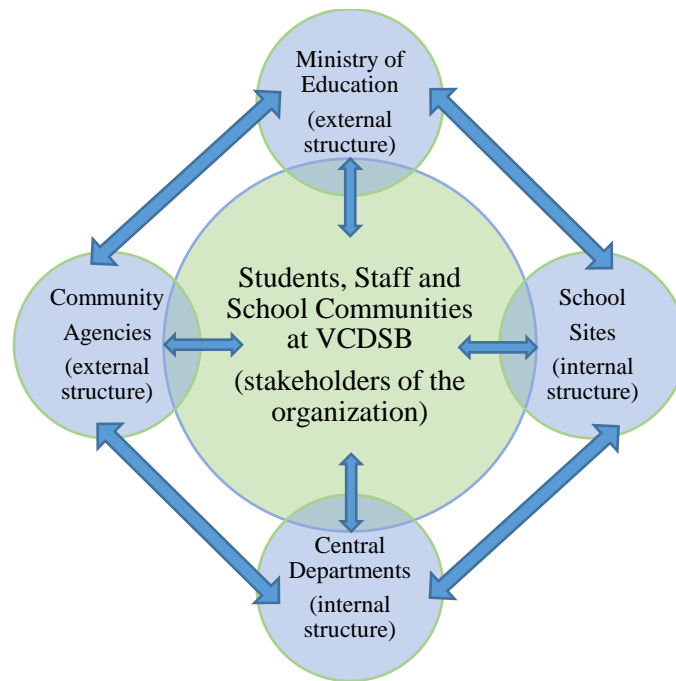 Ministry of
Education
(external
structure)
Students, Staff and
School Communities
at VCDSB
(stakeholders of the
organization)
Community
Agencies
(external
structure)
School
Sites
(internal
structure)
Central
Departments
(internal
structure)